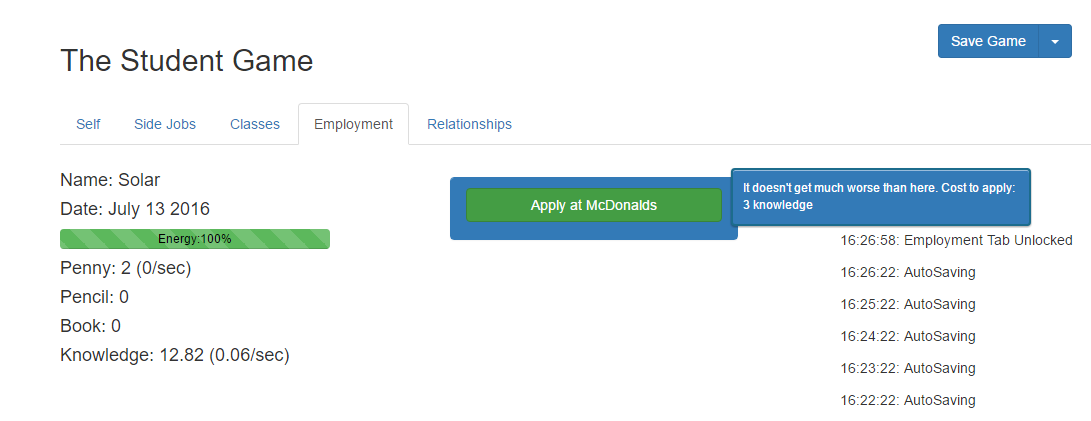 The Student Game
Save Game
Self Side Jobs Classes Employment Relationships
Name: Solar
Date: July 13 2016
Energy:100%
Penny: 2 (0/sec)
Pencil: 0
Book: 0
Knowledge: 12.82 (0.06/sec)
Apply at McDonalds
It doesn't get much worse than here. Cost to apply:
3 knowledge
16:26:58: Employment Tab Unlocked
16:26:22: AutoSaving
16:25:22: AutoSaving
16:24:22: AutoSaving
16:23:22: AutoSaving
16:22:22: AutoSaving